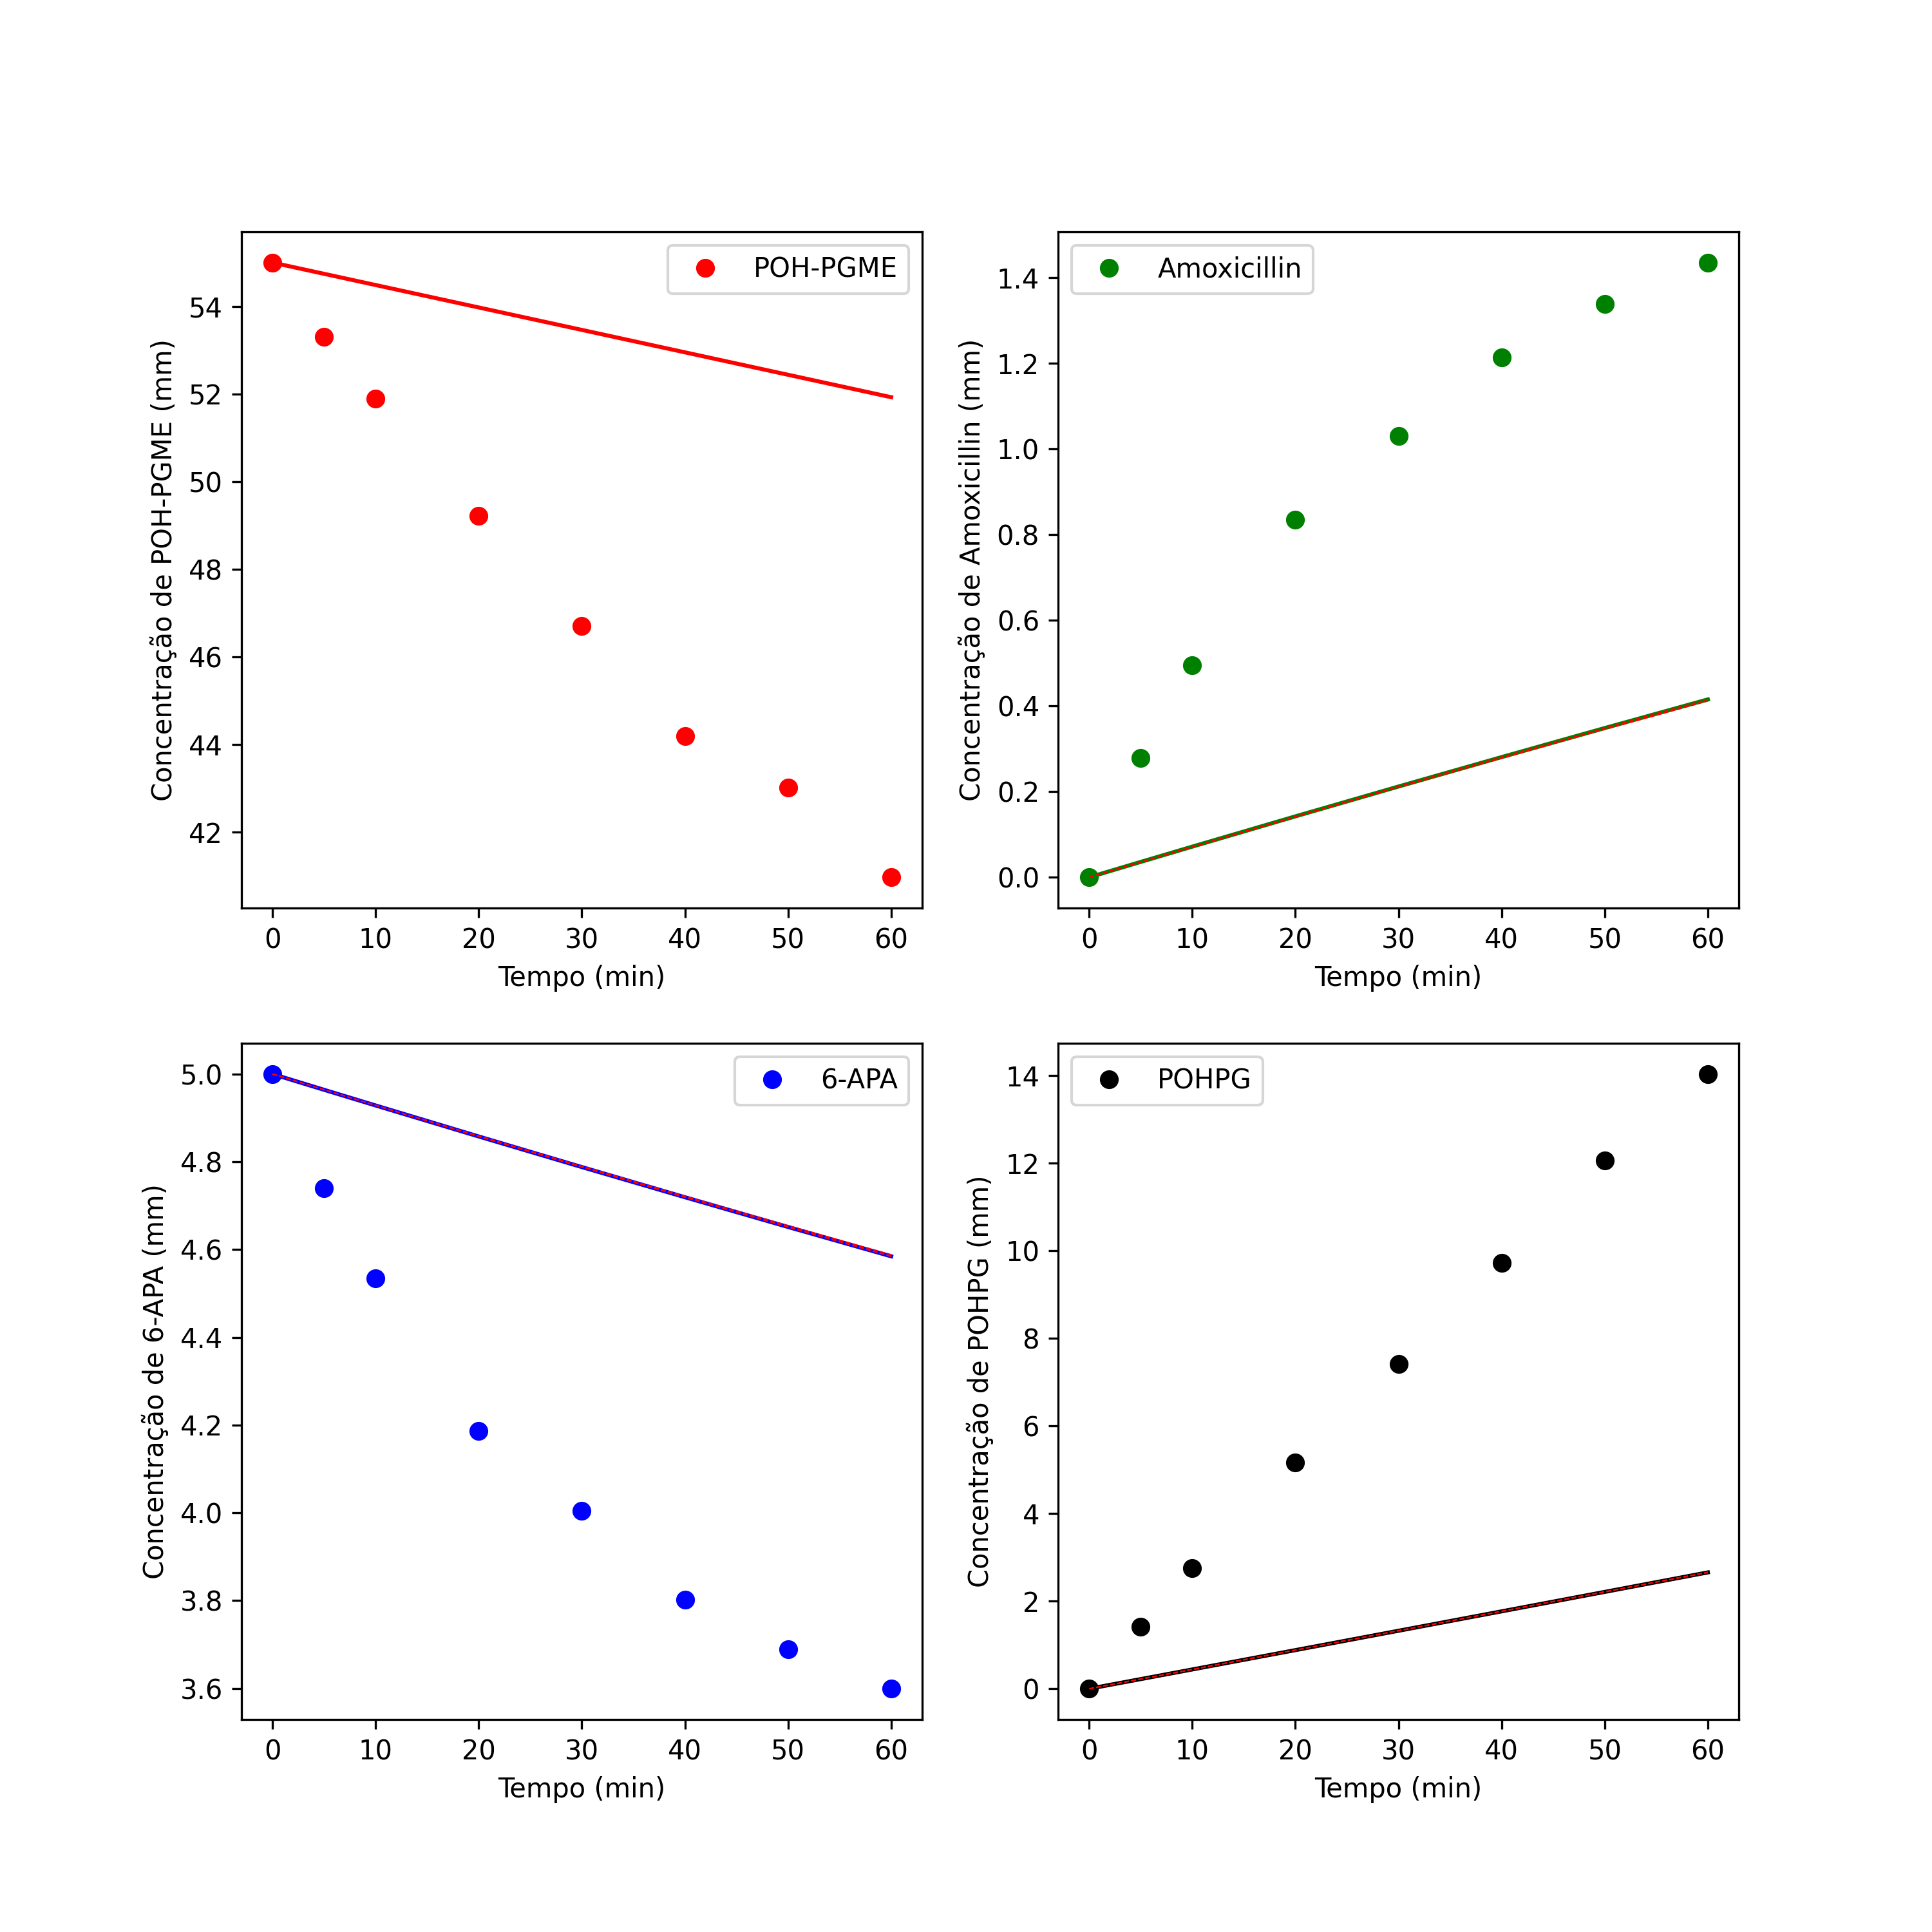 POH-PGME
54
52
50
48
46
44
42
Concentração de POH-PGME (mm)
0 10 20 30 40 50 60
Tempo (min)
Amoxicillin
1.4
1.2
1.0
0.8
0.6
0.4
0.2
0.0
Concentração de Amoxicillin (mm)
0 10 20 30 40 50 60
Tempo (min)
6-APA
5.0
4.8
4.6
4.4
4.2
4.0
3.8
3.6
Concentração de 6-APA (mm)
0 10 20 30 40 50 60
Tempo (min)
POHPG
14
12
10
8
6
4
2
0
Concentração de POHPG (mm)
0 10 20 30 40 50 60
Tempo (min)